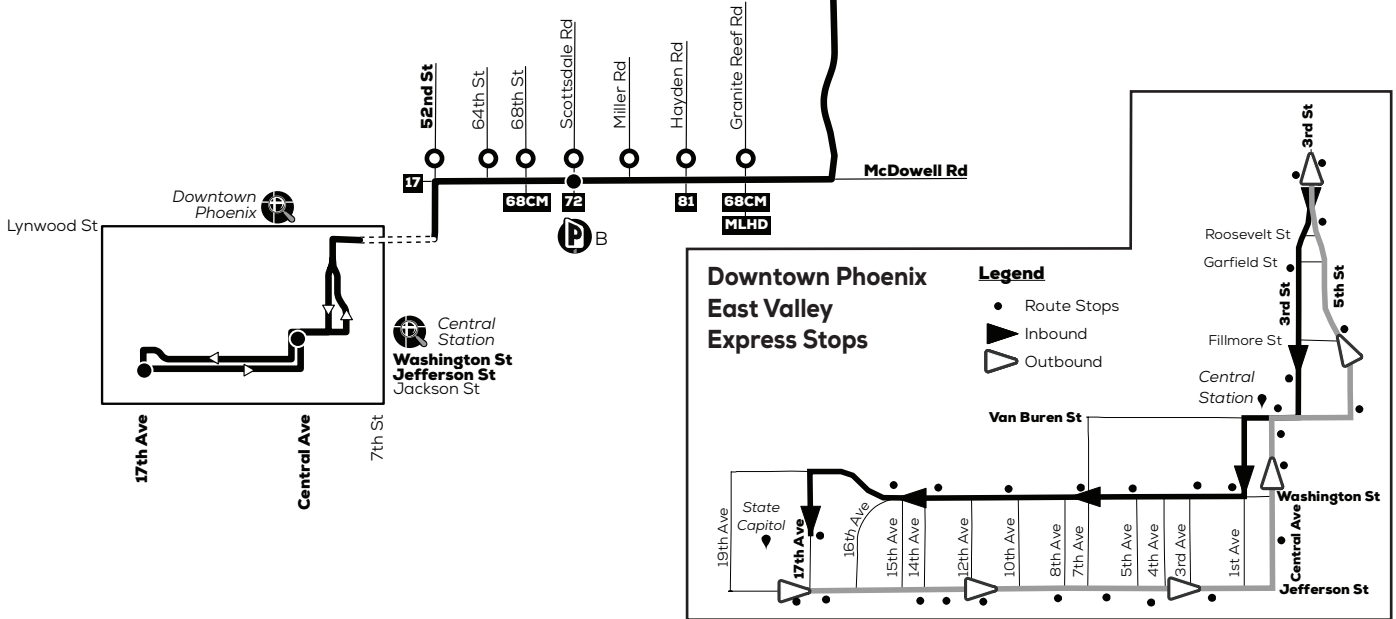 52nd St
64th St
68th St
Scottsdale Rd
Miller Rd
Hayden Rd
Granite Reef Rd
McDowell Rd
17
68CM
72
81
68CM
MLHD
P
B
Downtown
Phoenix
Lynwood St
Central
Station
Washington St
Jefferson St
Jackson St
17th Ave
Central Ave
7th St
Downtown Phoenix
East Valley
Express Stops
Legend
Route Stops
Inbound
Outbound
3rd St
Roosevelt St
Garfield St
3rd St
5th St
Fillmore St
Central
Station
Van Buren St
Washington St
State
Capitol
19th Ave
17th Ave
16th Ave
15th Ave
14th Ave
12th Ave
10th Ave
8th Ave
7th Ave
5th Ave
4th Ave
3rd Ave
1st Ave
Central Ave
Jefferson St